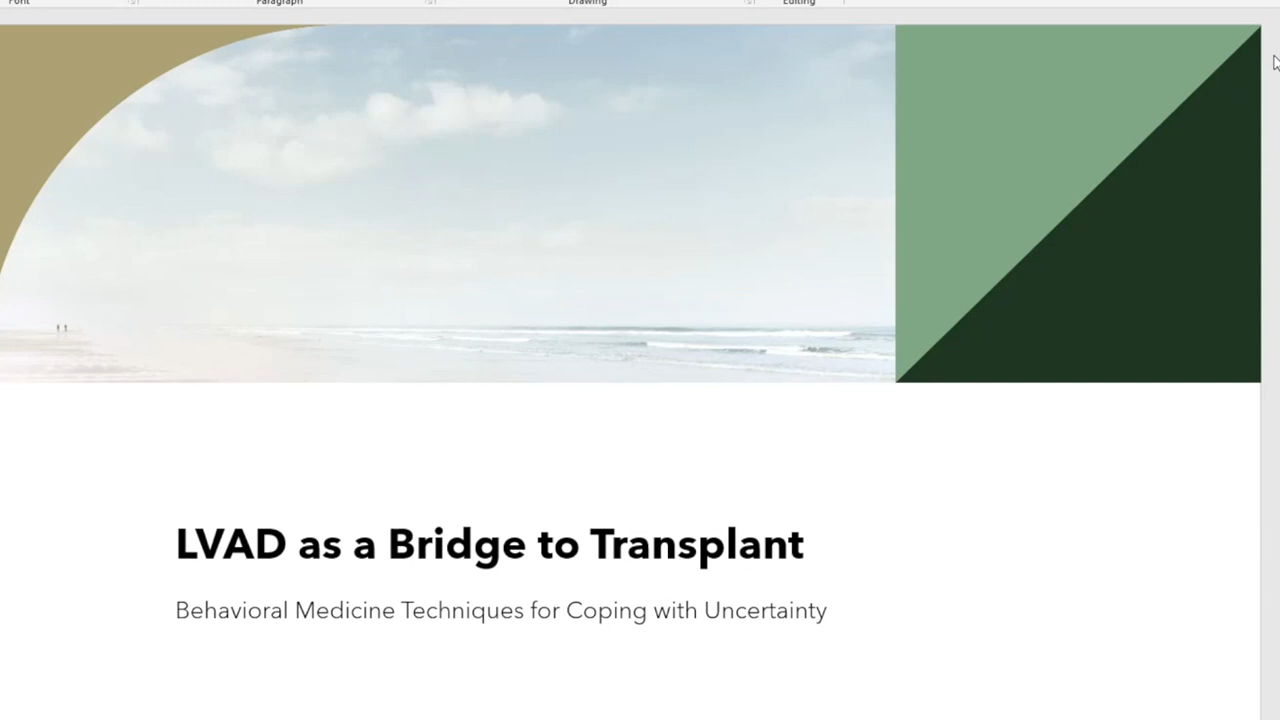 Font Paragraph Drawing Editing
LVAD as a Bridge to Transplant
Behavioral Medicine Techniques for Coping with Uncertainty